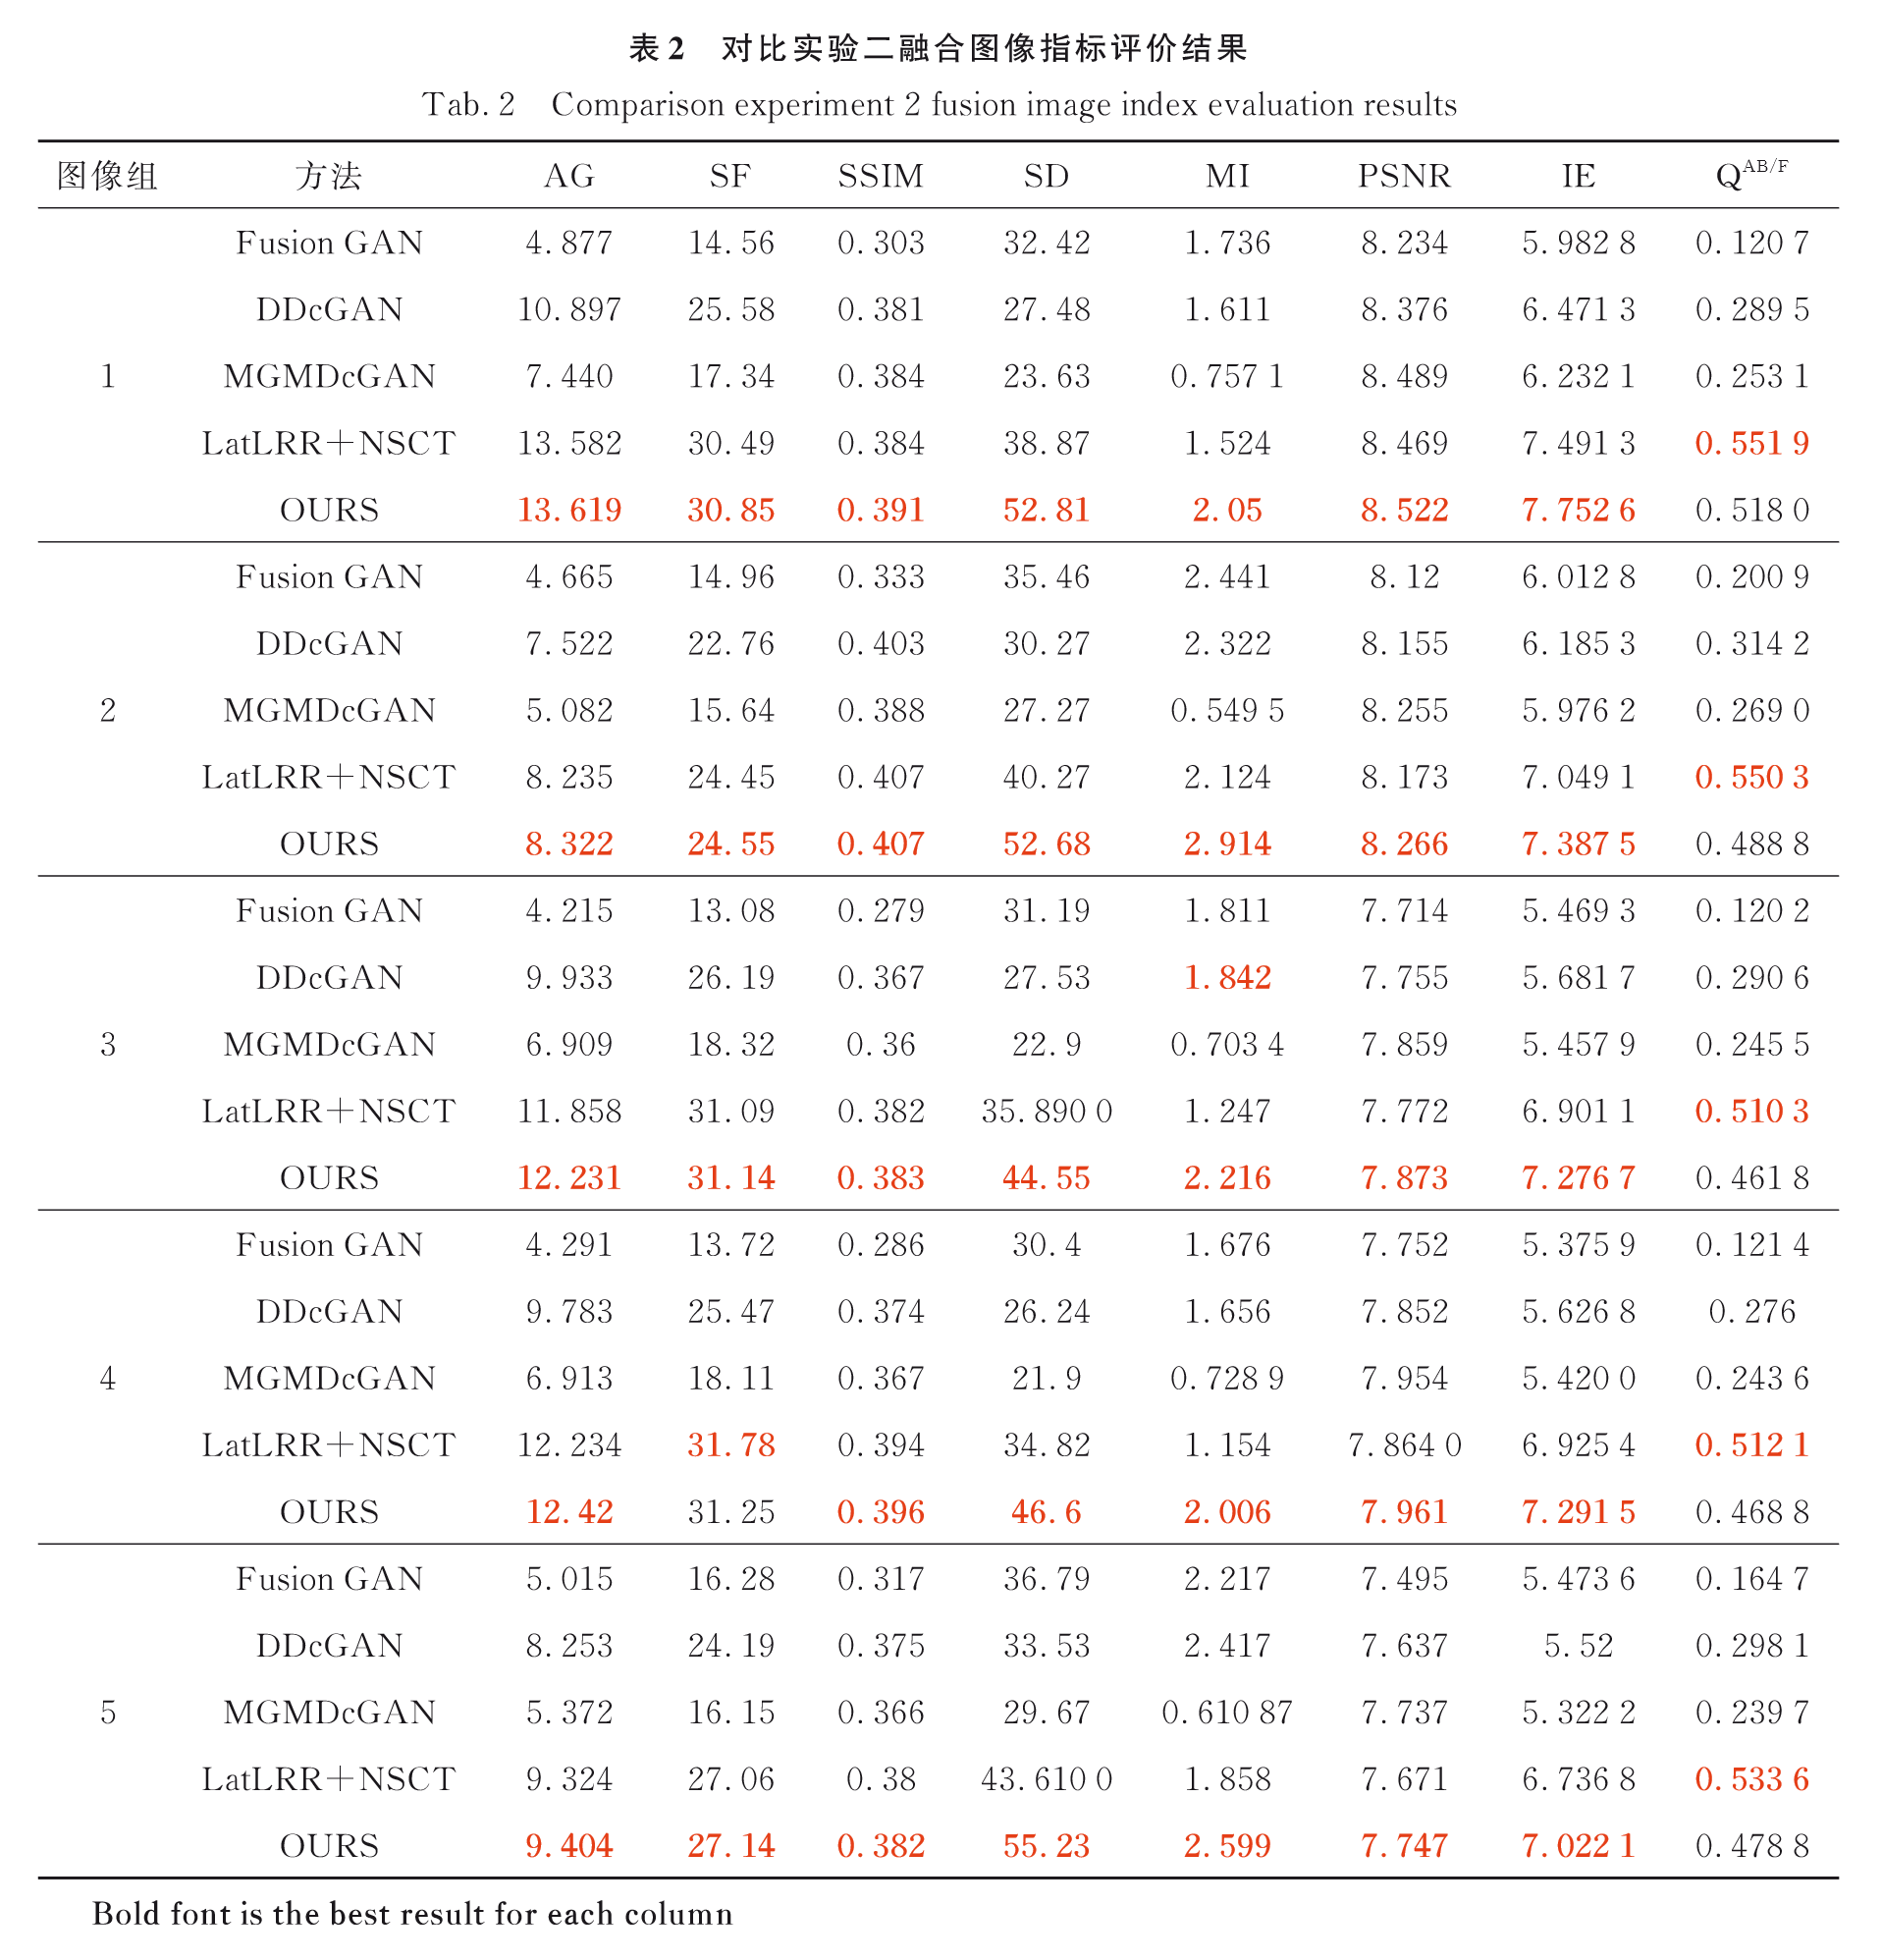 表2 对比实验二融合图像指标评价结果
Tab. 2 Comparison experiment 2 fusion image index evaluation results
图像组 方法 AG SF SSIM SD MI PSNR IE Q^AB/F
Fusion GAN 4.877 14.56 0.303 32.42 1.736 8.234 5.982 8 0.120 7
DDcGAN 10.897 25.58 0.381 27.48 1.611 8.376 6.471 3 0.289 5
1 MGMDcGAN 7.440 17.34 0.384 23.63 0.757 1 8.489 6.232 1 0.253 1
LatLRR+NSCT 13.582 30.49 0.384 38.87 1.524 8.469 7.491 3 0.551 9
OURS 13.619 30.85 0.391 52.81 2.05 8.522 7.752 6 0.518 0
Fusion GAN 4.665 14.96 0.333 35.46 2.441 8.12 6.012 8 0.200 9
DDcGAN 7.522 22.76 0.403 30.27 2.322 8.155 6.185 3 0.314 2
2 MGMDcGAN 5.082 15.64 0.388 27.27 0.549 5 8.255 5.976 2 0.269 0
LatLRR+NSCT 8.235 24.45 0.407 40.27 2.124 8.173 7.049 1 0.550 3
OURS 8.322 24.55 0.407 52.68 2.914 8.266 7.387 5 0.488 8
Fusion GAN 4.215 13.08 0.279 31.19 1.811 7.714 5.469 3 0.120 2
DDcGAN 9.933 26.19 0.367 27.53 1.842 7.755 5.681 7 0.290 6
3 MGMDcGAN 6.909 18.32 0.36 22.9 0.703 4 7.859 5.457 9 0.245 5
LatLRR+NSCT 11.858 31.09 0.382 35.890 0 1.247 7.772 6.901 1 0.510 3
OURS 12.231 31.14 0.383 44.55 2.216 7.873 7.276 7 0.461 8
Fusion GAN 4.291 13.72 0.286 30.4 1.676 7.752 5.375 9 0.121 4
DDcGAN 9.783 25.47 0.374 26.24 1.656 7.852 5.626 8 0.276
4 MGMDcGAN 6.913 18.11 0.367 21.9 0.728 9 7.954 5.420 0 0.243 6
LatLRR+NSCT 12.234 31.78 0.394 34.82 1.154 7.864 0 6.925 4 0.512 1
OURS 12.42 31.25 0.396 46.6 2.006 7.961 7.291 5 0.468 8
Fusion GAN 5.015 16.28 0.317 36.79 2.217 7.495 5.473 6 0.164 7
DDcGAN 8.253 24.19 0.375 33.53 2.417 7.637 5.52 0.298 1
5 MGMDcGAN 5.372 16.15 0.366 29.67 0.610 87 7.737 5.322 2 0.239 7
LatLRR+NSCT 9.324 27.06 0.38 43.610 0 1.858 7.671 6.736 8 0.533 6
OURS 9.404 27.14 0.382 55.23 2.599 7.747 7.022 1 0.478 8
Bold font is the best result for each column